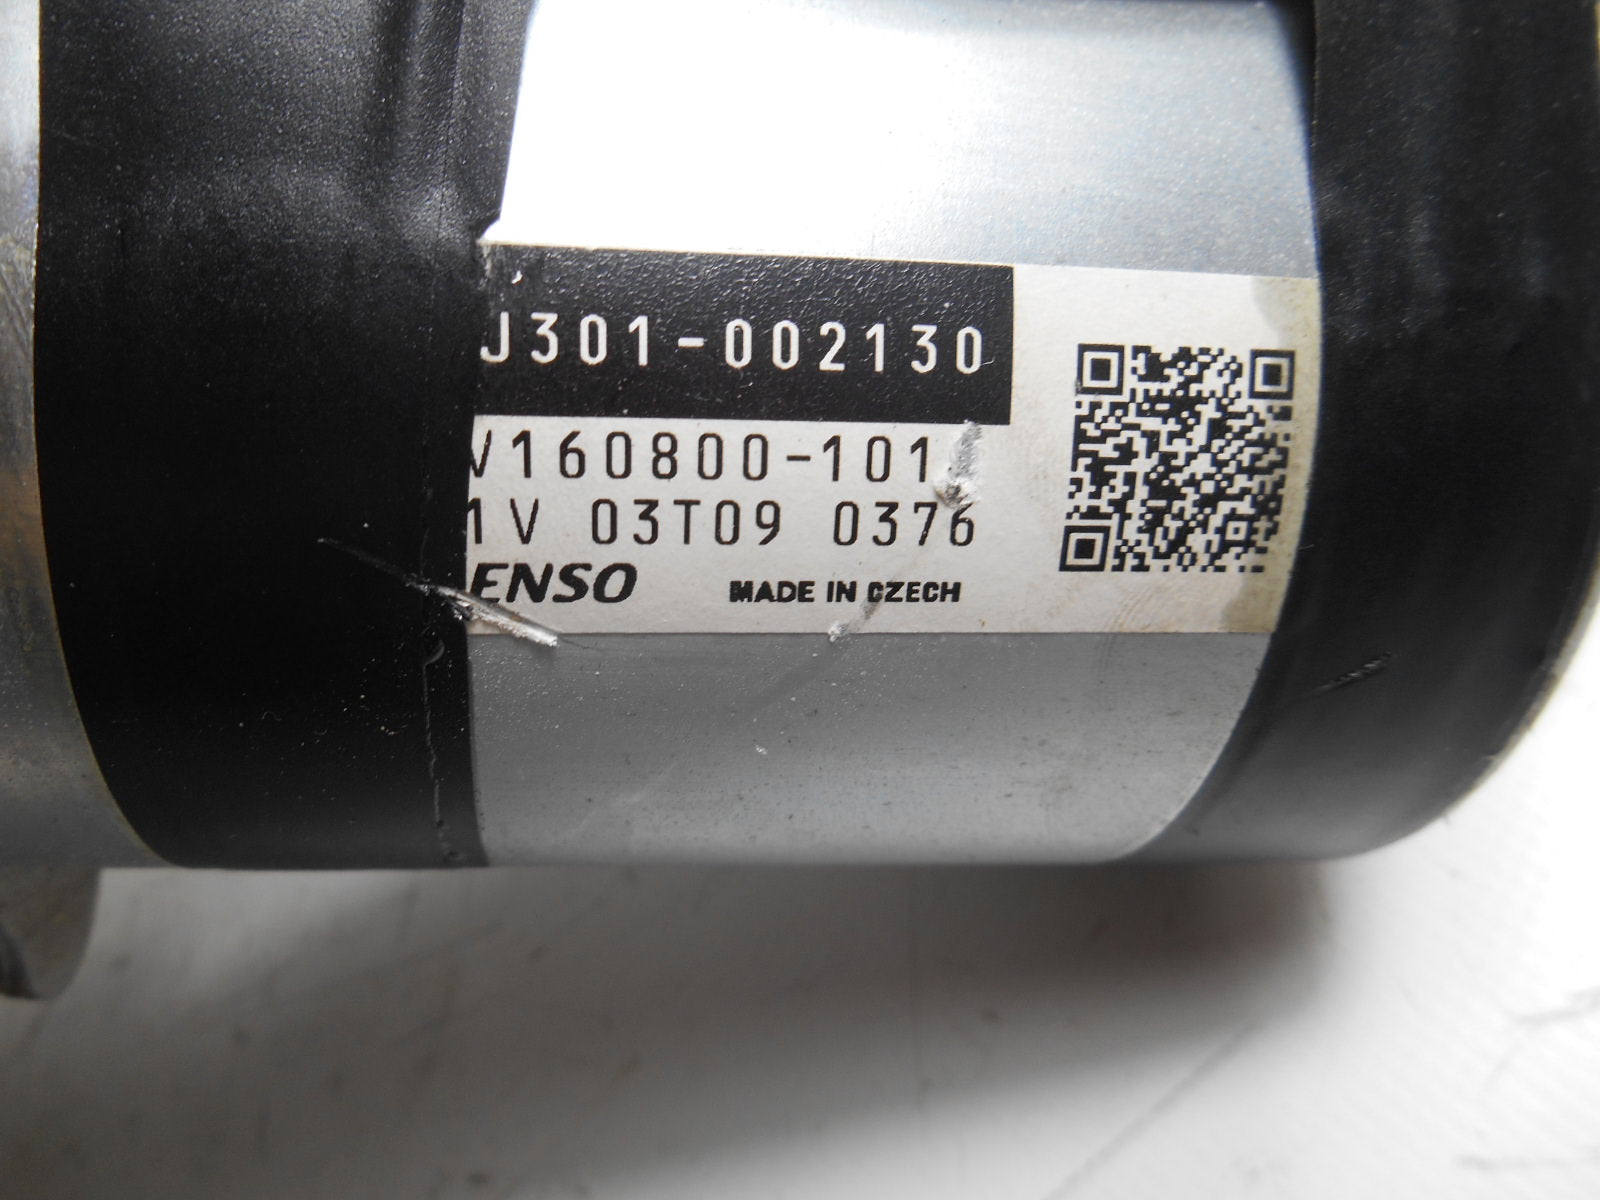 J301-002130
V160800-101
1V 03T09 0376
ENSO
MADE IN CZECH